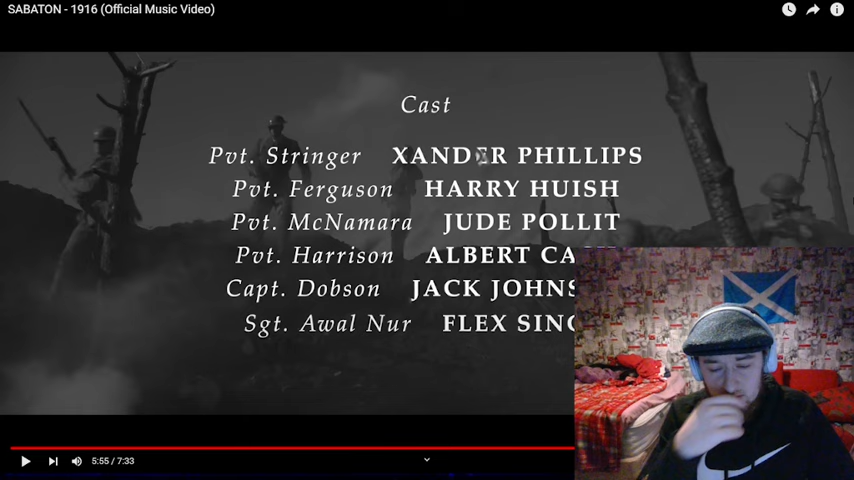 SABATON - 1916 (Official Music Video)
Cast
Pvt. Stringer XANDER PHILLIPS
Pvt. Ferguson HARRY HUISH
Pvt. McNamara JUDE POLLIT
Pvt. Harrison ALBERT
Capt. Dobson JACK
Sgt. Awal Nur FLEX
5:55 / 7:33